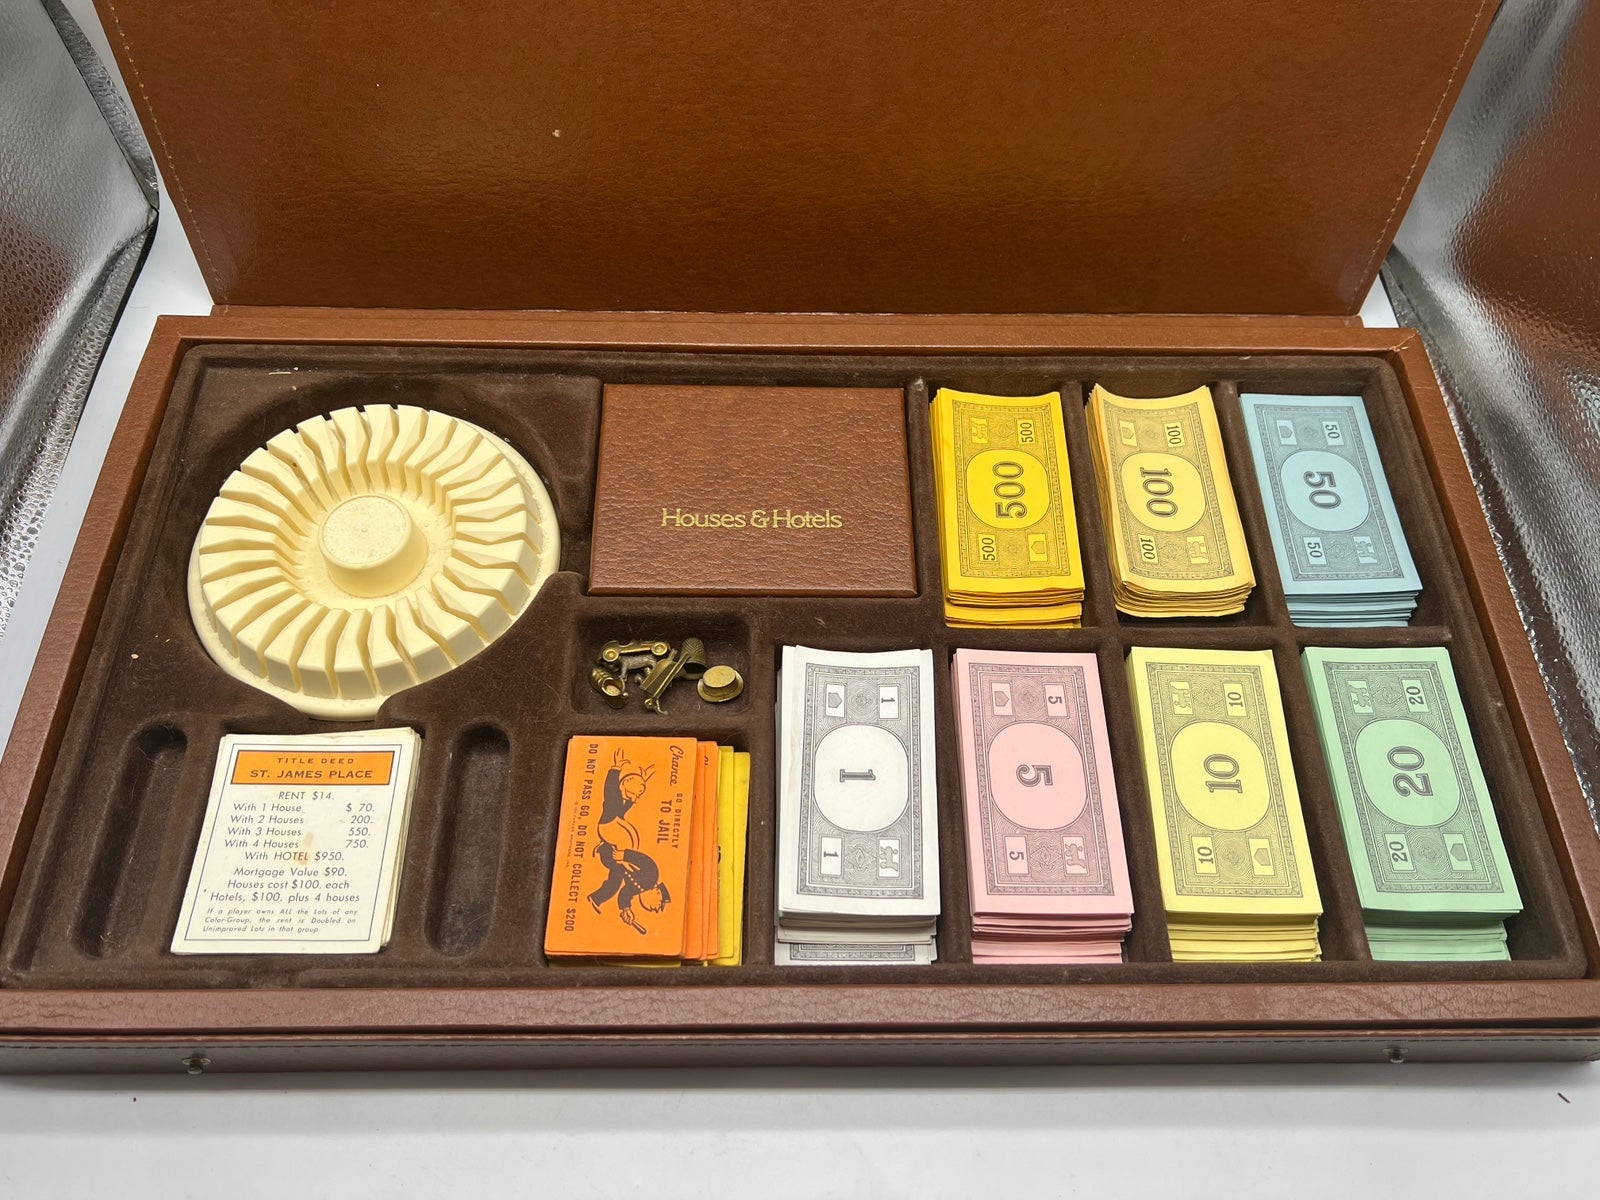 Houses & Hotels
500
500
500
100
100
100
50
50
50
TITLE DEED
ST. JAMES PLACE
RENT $14.
With 1 House $ 70.
With 2 Houses 200.
With 3 Houses 550.
With 4 Houses 750.
With HOTEL $950.
Mortgage Value $90.
Houses cost $100. each
Hotels, $100. plus 4 houses
If a player owns ALL the Lots of any
Color-Group, the rent is Doubled on
Unimproved Lots in that group.
Chance
GO DIRECTLY
TO JAIL
DO NOT PASS GO, DO NOT COLLECT $200
1
1
1
5
5
5
10
10
10
20
20
20